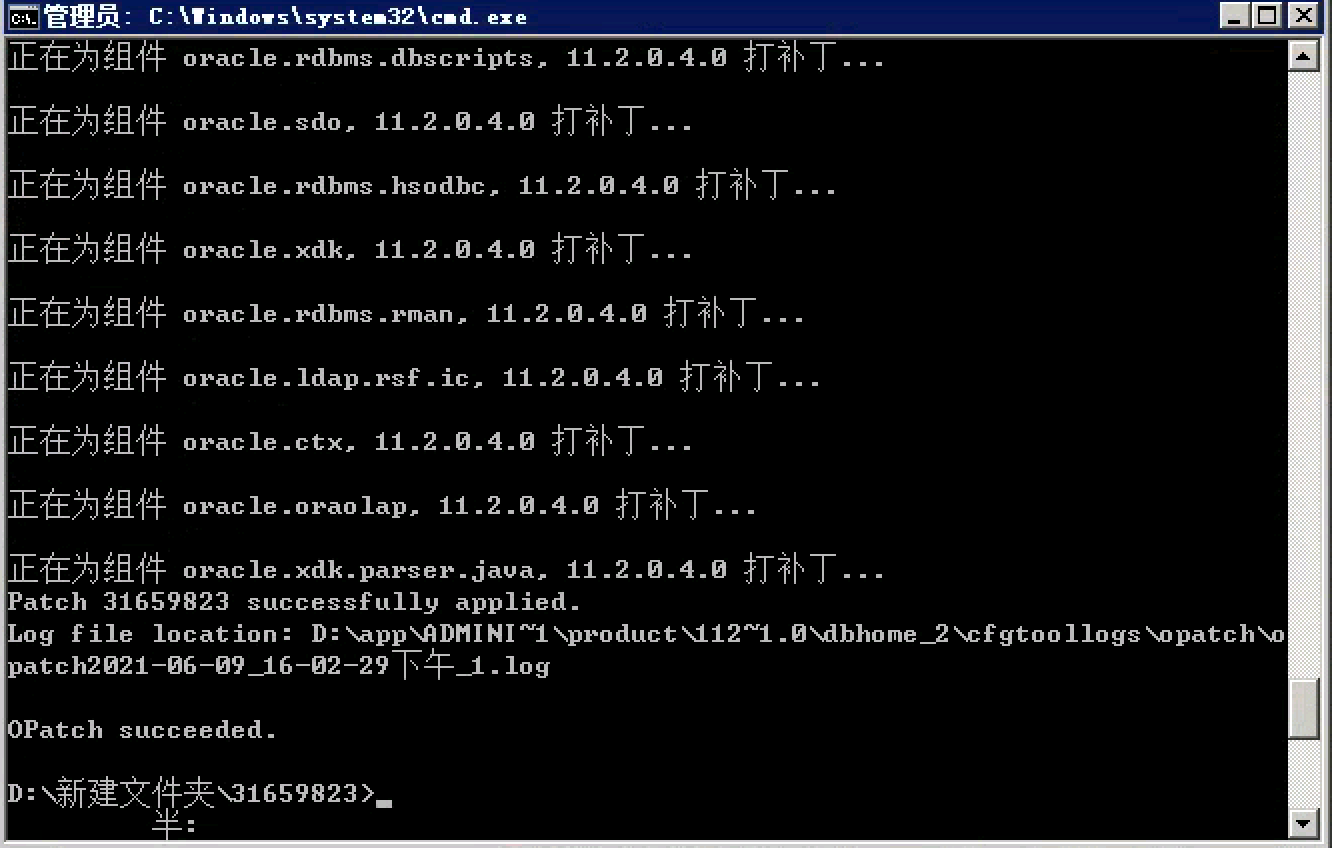 管理员: C:\Windows\system32\cmd.exe
正在为组件 oracle.rdbms.dbscripts, 11.2.0.4.0 打补丁...
正在为组件 oracle.sdo, 11.2.0.4.0 打补丁...
正在为组件 oracle.rdbms.hsodbc, 11.2.0.4.0 打补丁...
正在为组件 oracle.xdk, 11.2.0.4.0 打补丁...
正在为组件 oracle.rdbms.rman, 11.2.0.4.0 打补丁...
正在为组件 oracle.ldap.rsf.ic, 11.2.0.4.0 打补丁...
正在为组件 oracle.ctx, 11.2.0.4.0 打补丁...
正在为组件 oracle.oraolap, 11.2.0.4.0 打补丁...
正在为组件 oracle.xdk.parser.java, 11.2.0.4.0 打补丁...
Patch 31659823 successfully applied.
Log file location: D:\app\ADMINI~1\product\112~1.0\dbhome_2\cfgtoollogs\opatch\o
patch2021-06-09_16-02-29下午_1.log
OPatch succeeded.
D:\新建文件夹\31659823>_
半: